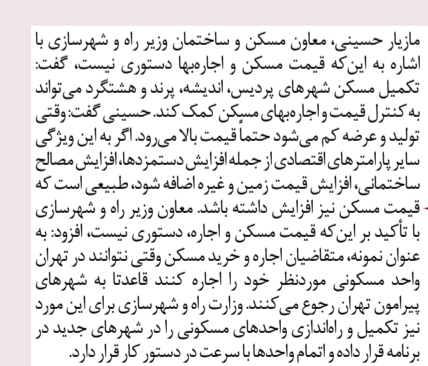 مازیار حسینی، معاون مسکن و ساختمان وزیر راه و شهرسازی با
اشاره به این‌که قیمت مسکن و اجاره‌بها دستوری نیست، گفت:
تکمیل مسکن شهرهای پردیس، اندیشه، پرند و هشتگرد می‌تواند
به کنترل قیمت و اجاره‌بهای مسکن کمک کند. حسینی گفت: وقتی
تولید و عرضه کم می‌شود حتماً قیمت بالا می‌رود. اگر به این ویژگی
سایر پارامترهای اقتصادی از جمله افزایش دستمزدها، افزایش مصالح
ساختمانی، افزایش قیمت زمین و غیره اضافه شود، طبیعی است که
قیمت مسکن نیز افزایش داشته باشد. معاون وزیر راه و شهرسازی
با تأکید بر این‌که قیمت مسکن و اجاره، دستوری نیست، افزود: به
عنوان نمونه، متقاضیان اجاره و خرید مسکن وقتی نتوانند در تهران
واحد مسکونی موردنظر خود را اجاره کنند قاعدتا به شهرهای
پیرامون تهران رجوع می‌کنند. وزارت راه و شهرسازی برای این مورد
نیز تکمیل و راه‌اندازی واحدهای مسکونی را در شهرهای جدید در
برنامه قرار داده و اتمام واحدها با سرعت در دستور کار قرار دارد.